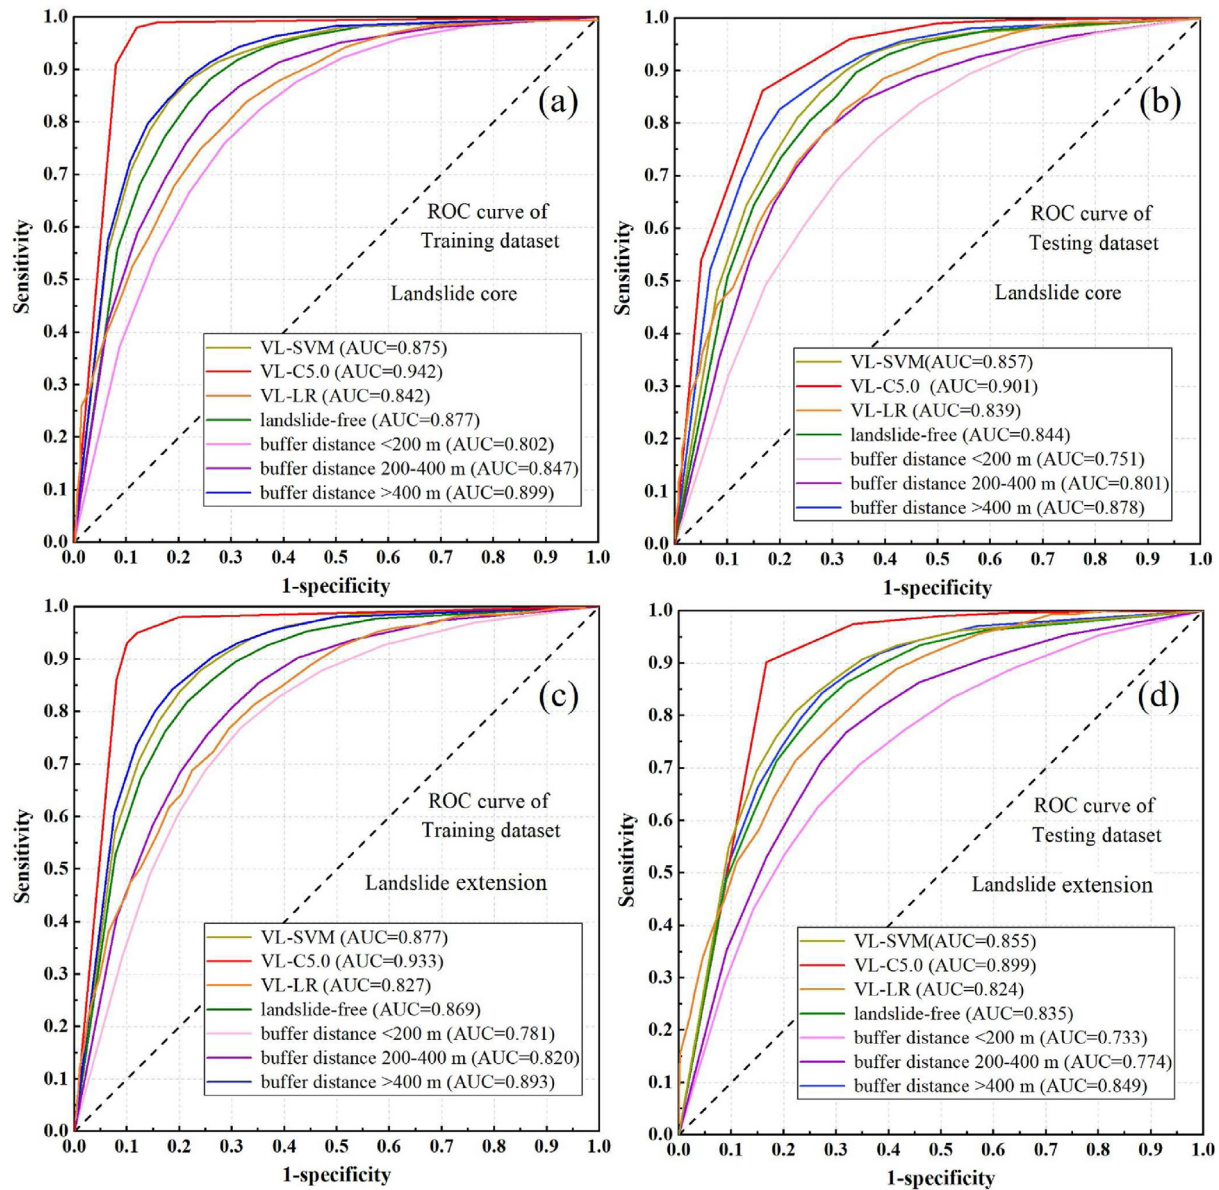 1.0
0.9
0.8
0.7
0.6
0.5
0.4
0.3
0.2
0.1
0.0
Sensitivity
(a)
ROC curve of
Training dataset
Landslide core
VL-SVM (AUC=0.875)
VL-C5.0 (AUC=0.942)
VL-LR (AUC=0.842)
landslide-free (AUC=0.877)
buffer distance <200 m (AUC=0.802)
buffer distance 200-400 m (AUC=0.847)
buffer distance >400 m (AUC=0.899)
0.0 0.1 0.2 0.3 0.4 0.5 0.6 0.7 0.8 0.9 1.0
1-specificity
1.0
0.9
0.8
0.7
0.6
0.5
0.4
0.3
0.2
0.1
0.0
Sensitivity
(b)
ROC curve of
Testing dataset
Landslide core
VL-SVM(AUC=0.857)
VL-C5.0 (AUC=0.901)
VL-LR (AUC=0.839)
landslide-free (AUC=0.844)
buffer distance <200 m (AUC=0.751)
buffer distance 200-400 m (AUC=0.801)
buffer distance >400 m (AUC=0.878)
0.0 0.1 0.2 0.3 0.4 0.5 0.6 0.7 0.8 0.9 1.0
1-specificity
1.0
0.9
0.8
0.7
0.6
0.5
0.4
0.3
0.2
0.1
0.0
Sensitivity
(c)
ROC curve of
Training dataset
Landslide extension
VL-SVM (AUC=0.877)
VL-C5.0 (AUC=0.933)
VL-LR (AUC=0.827)
landslide-free (AUC=0.869)
buffer distance <200 m (AUC=0.781)
buffer distance 200-400 m (AUC=0.820)
buffer distance >400 m (AUC=0.893)
0.0 0.1 0.2 0.3 0.4 0.5 0.6 0.7 0.8 0.9 1.0
1-specificity
1.0
0.9
0.8
0.7
0.6
0.5
0.4
0.3
0.2
0.1
0.0
Sensitivity
(d)
ROC curve of
Testing dataset
Landslide extension
VL-SVM(AUC=0.855)
VL-C5.0 (AUC=0.899)
VL-LR (AUC=0.824)
landslide-free (AUC=0.835)
buffer distance <200 m (AUC=0.733)
buffer distance 200-400 m (AUC=0.774)
buffer distance >400 m (AUC=0.849)
0.0 0.1 0.2 0.3 0.4 0.5 0.6 0.7 0.8 0.9 1.0
1-specificity